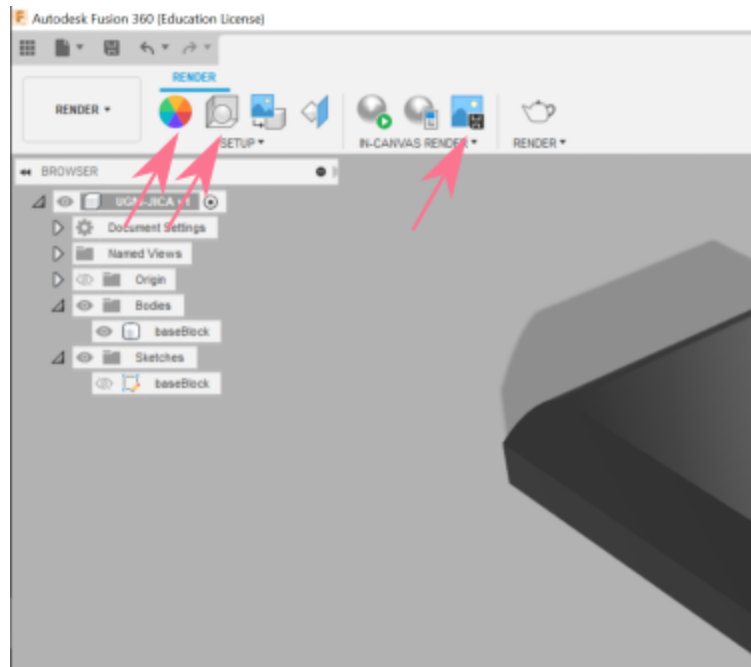 Autodesk Fusion 360 (Education License)
RENDER
RENDER
SETUP
IN-CANVAS RENDER
RENDER
BROWSER
Document Settings
Named Views
Origin
Bodies
baseBlock
Sketches
baseBlock